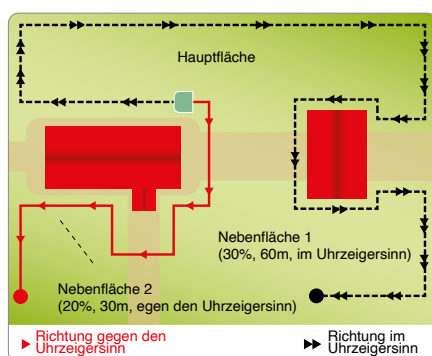 Hauptfläche
Nebenfläche 1
(30%, 60m, im Uhrzeigersinn)
Nebenfläche 2
(20%, 30m, egen den Uhrzeigersinn)
Richtung gegen den
Uhrzeigersinn
Richtung im
Uhrzeigersinn